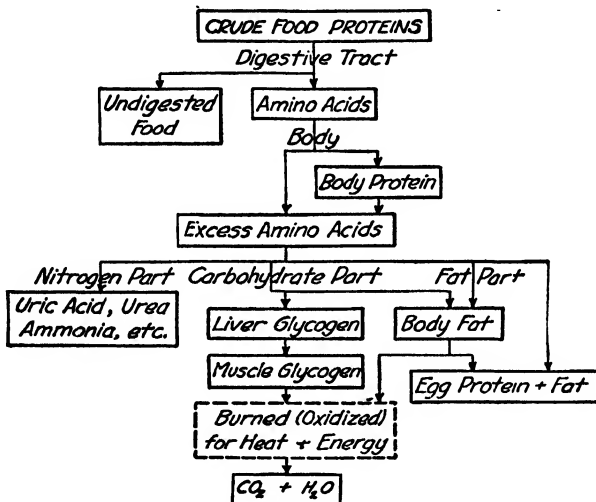 CRUDE FOOD PROTEINS
Digestive Tract
Undigested
Food
Amino Acids
Body
Body Protein
Excess Amino Acids
Nitrogen Part Carbohydrate Part Fat Part
Uric Acid, Urea
Ammonia, etc.
Liver Glycogen
Body Fat
Muscle Glycogen
Egg Protein + Fat
Burned (Oxidized)
for Heat + Energy
CO₂ + H₂O